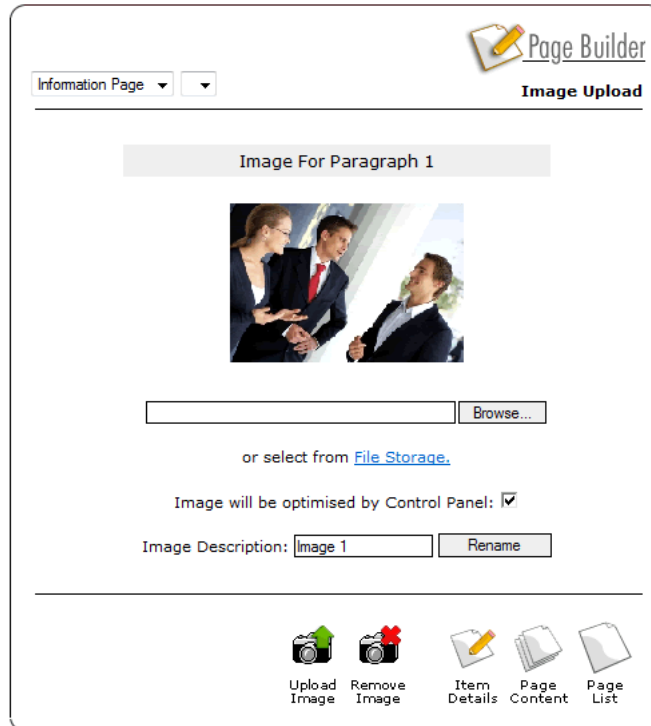 Page Builder
Information Page
Image Upload
Image For Paragraph 1
Browse...
or select from File Storage.
Image will be optimised by Control Panel:
Image Description: Image 1 Rename
Upload Image
Remove Image
Item Details
Page Content
Page List